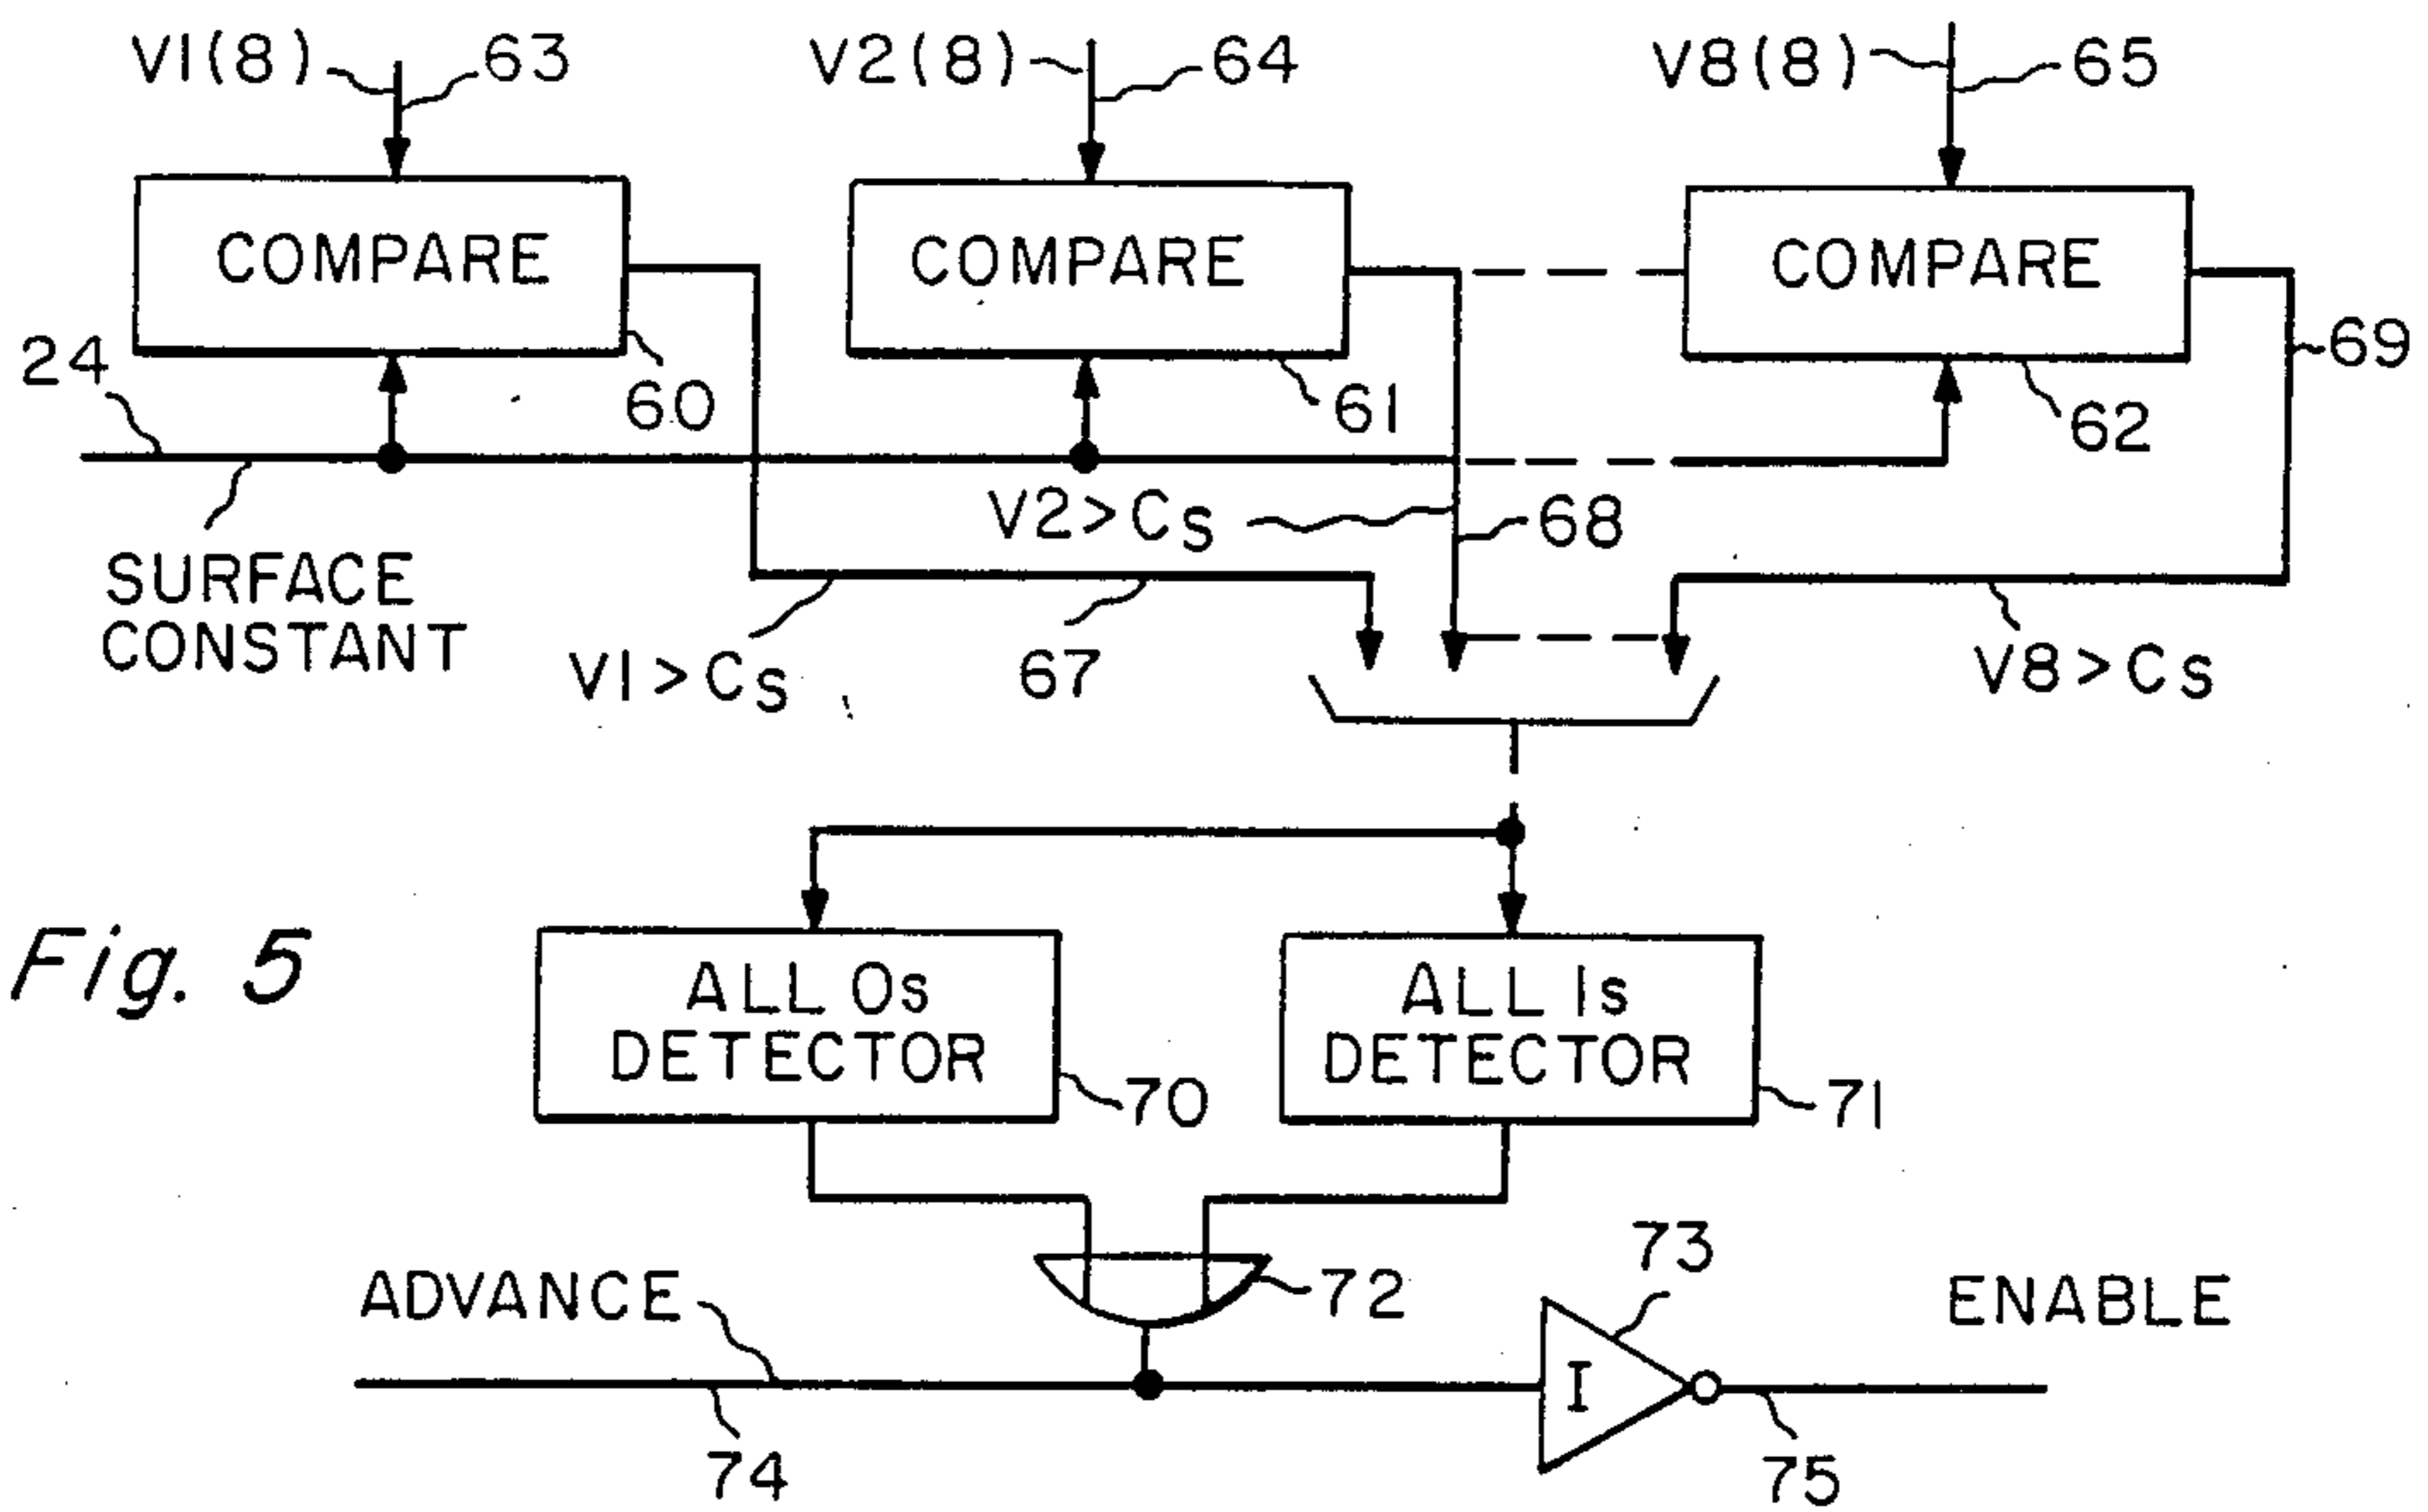 V1(8) 63 V2(8) 64 V8(8) 65
COMPARE COMPARE COMPARE
24 60 61 62 69
SURFACE
CONSTANT
V2>Cs 68
V1>Cs 67 V8>Cs
Fig. 5
ALL 0s
DETECTOR
70
ALL 1s
DETECTOR
71
72 73
ADVANCE I ENABLE
74 75